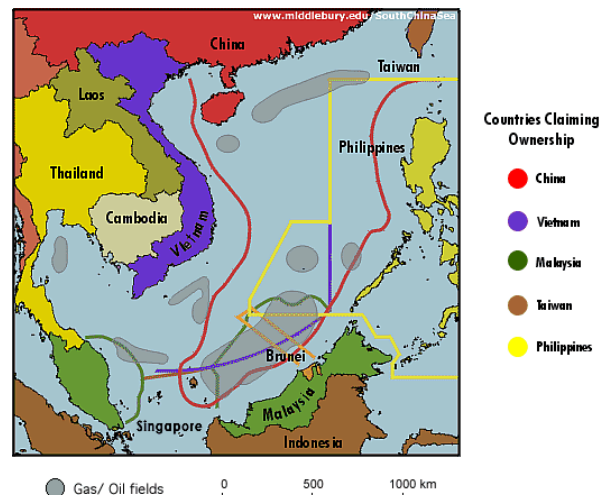 www.middlebury.edu/SouthChinaSea
China
Taiwan
Laos
Philippines
Thailand
Cambodia
Vietnam
Brunei
Malaysia
Singapore
Indonesia
Countries Claiming
Ownership
China
Vietnam
Malaysia
Taiwan
Philippines
Gas/ Oil fields
0 500 1000 km